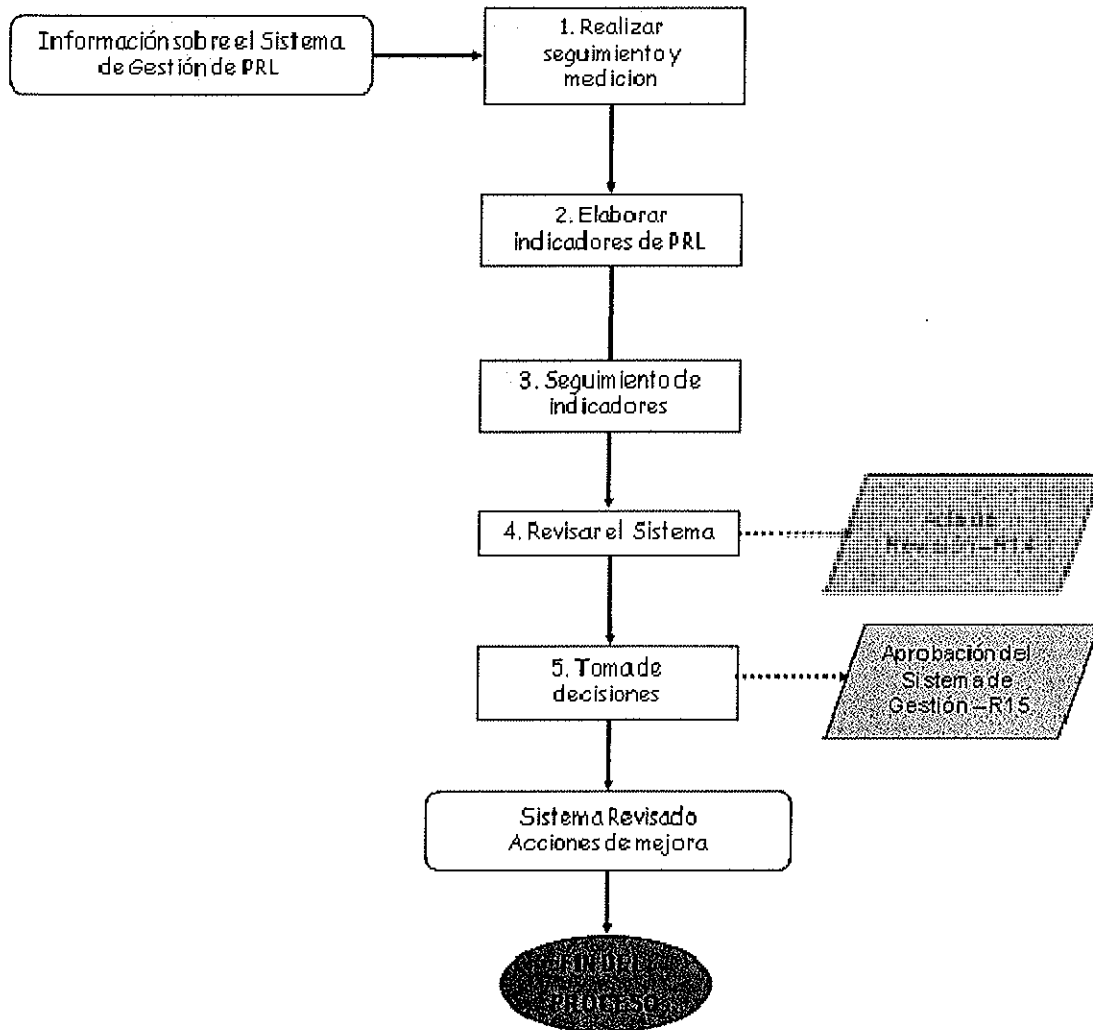 Información sobre el Sistema
de Gestión de PRL
1. Realizar
seguimiento y
medicion
2. Elaborar
indicadores de PRL
3. Seguimiento de
indicadores
4. Revisar el Sistema
5. Toma de
decisiones
Aprobación del
Sistema de
Gestión – R15
Sistema Revisado
Acciones de mejora
FIN DEL
PROCESO